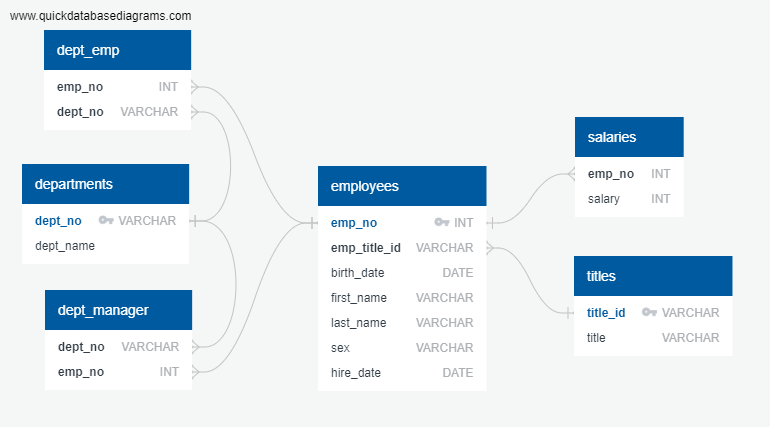 www.quickdatabasediagrams.com
dept_emp
emp_no INT
dept_no VARCHAR
departments
dept_no VARCHAR
dept_name
dept_manager
dept_no VARCHAR
emp_no INT
employees
emp_no INT
emp_title_id VARCHAR
birth_date DATE
first_name VARCHAR
last_name VARCHAR
sex VARCHAR
hire_date DATE
salaries
emp_no INT
salary INT
titles
title_id VARCHAR
title VARCHAR